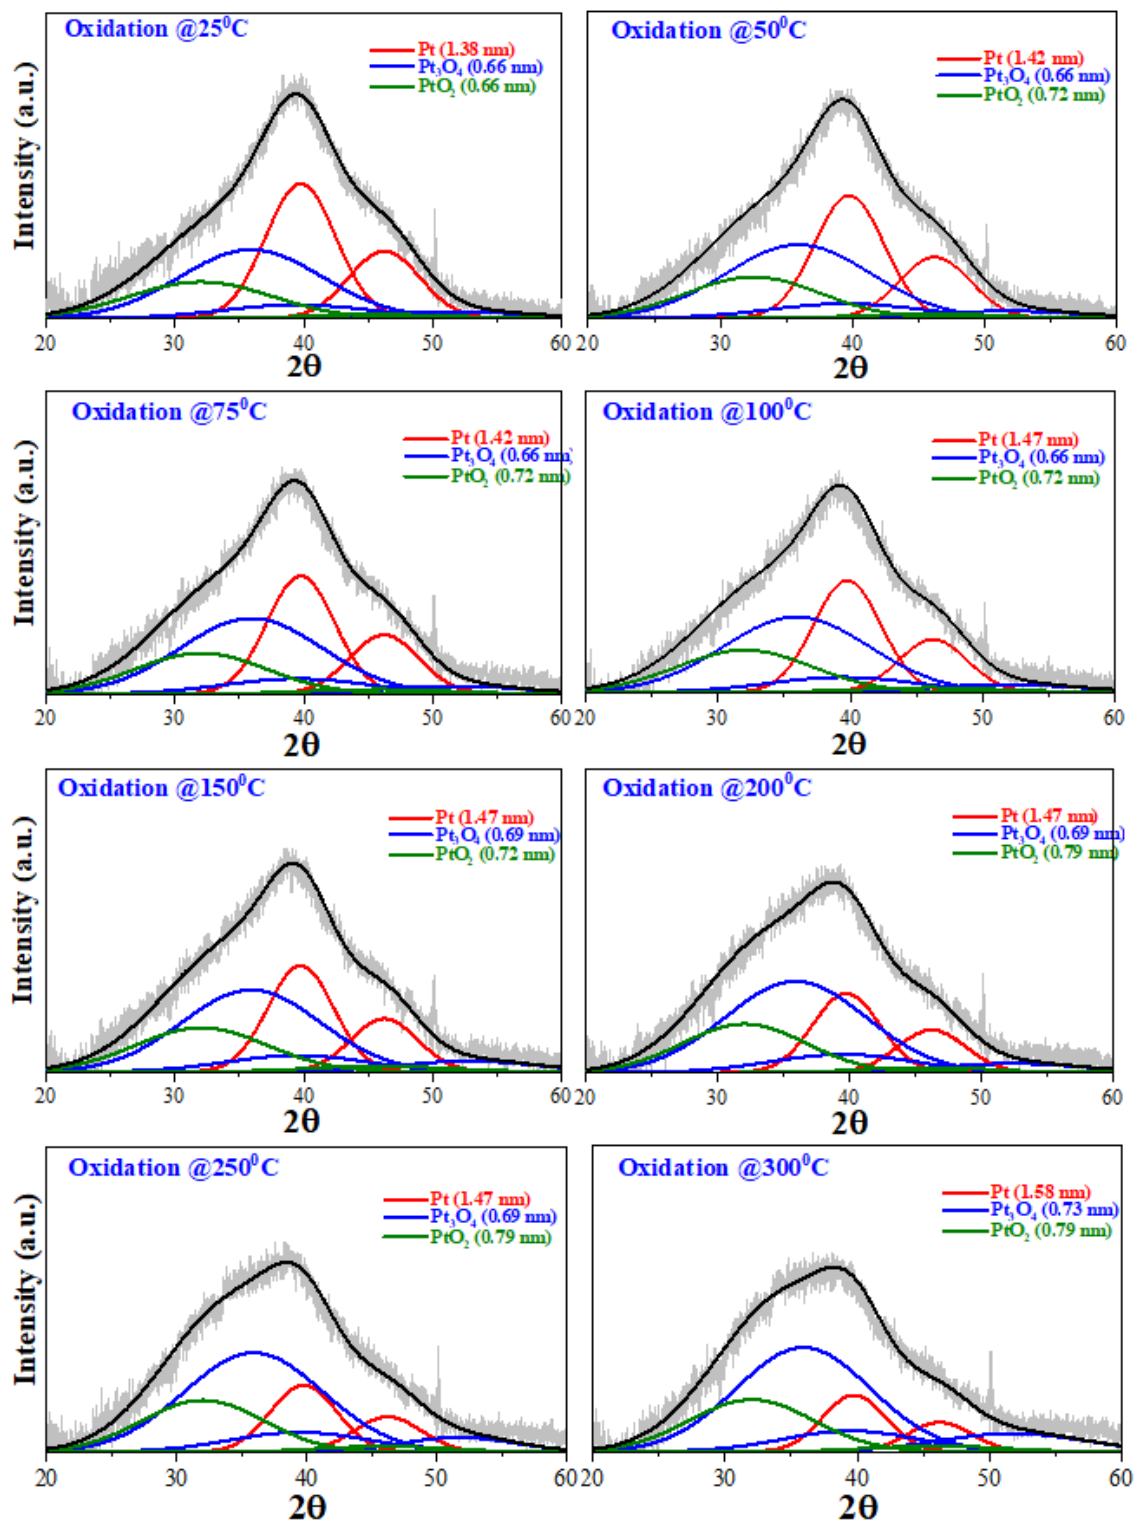 Oxidation @25⁰C
Pt (1.38 nm)
Pt₃O₄ (0.66 nm)
PtO₂ (0.66 nm)
Intensity (a.u.)
20 30 40 50 60
2θ
Oxidation @50⁰C
Pt (1.42 nm)
Pt₃O₄ (0.66 nm)
PtO₂ (0.72 nm)
20 30 40 50 60
2θ
Oxidation @75⁰C
Pt (1.42 nm)
Pt₃O₄ (0.66 nm)
PtO₂ (0.72 nm)
Intensity (a.u.)
20 30 40 50 60
2θ
Oxidation @100⁰C
Pt (1.47 nm)
Pt₃O₄ (0.66 nm)
PtO₂ (0.72 nm)
20 30 40 50 60
2θ
Oxidation @150⁰C
Pt (1.47 nm)
Pt₃O₄ (0.69 nm)
PtO₂ (0.72 nm)
Intensity (a.u.)
20 30 40 50 60
2θ
Oxidation @200⁰C
Pt (1.47 nm)
Pt₃O₄ (0.69 nm)
PtO₂ (0.79 nm)
20 30 40 50 60
2θ
Oxidation @250⁰C
Pt (1.47 nm)
Pt₃O₄ (0.69 nm)
PtO₂ (0.79 nm)
Intensity (a.u.)
20 30 40 50 60
2θ
Oxidation @300⁰C
Pt (1.58 nm)
Pt₃O₄ (0.73 nm)
PtO₂ (0.79 nm)
20 30 40 50 60
2θ